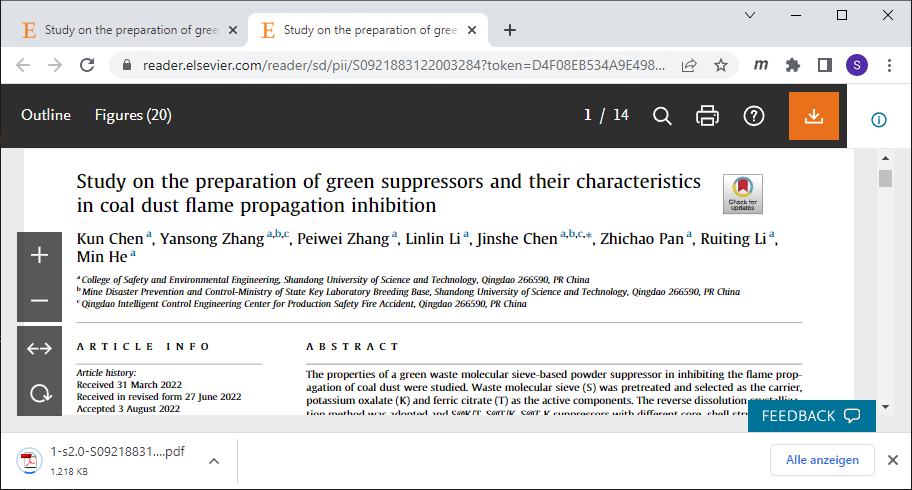 Study on the preparation of gree
Study on the preparation of gree
reader.elsevier.com/reader/sd/pii/S0921883122003284?token=D4F08EB534A9E498...
m
S
Outline
Figures (20)
1 / 14
Study on the preparation of green suppressors and their characteristics
in coal dust flame propagation inhibition
Check for
updates
Kun Chen a, Yansong Zhang a,b,c, Peiwei Zhang a, Linlin Li a, Jinshe Chen a,b,c,*, Zhichao Pan a, Ruiting Li a,
Min He a
a College of Safety and Environmental Engineering, Shandong University of Science and Technology, Qingdao 266590, PR China
b Mine Disaster Prevention and Control-Ministry of State Key Laboratory Breeding Base, Shandong University of Science and Technology, Qingdao 266590, PR China
c Qingdao Intelligent Control Engineering Center for Production Safety Fire Accident, Qingdao 266590, PR China
ARTICLE INFO
Article history:
Received 31 March 2022
Received in revised form 27 June 2022
Accepted 3 August 2022
ABSTRACT
The properties of a green waste molecular sieve-based powder suppressor in inhibiting the flame prop-
agation of coal dust were studied. Waste molecular sieve (S) was pretreated and selected as the carrier,
potassium oxalate (K) and ferric citrate (T) as the active components. The reverse dissolution
tion method was adopted and S@K/T, S@T/K, S@T-K suppressors with different core
FEEDBACK
1-s2.0-S09218831....pdf
1.218 KB
Alle anzeigen